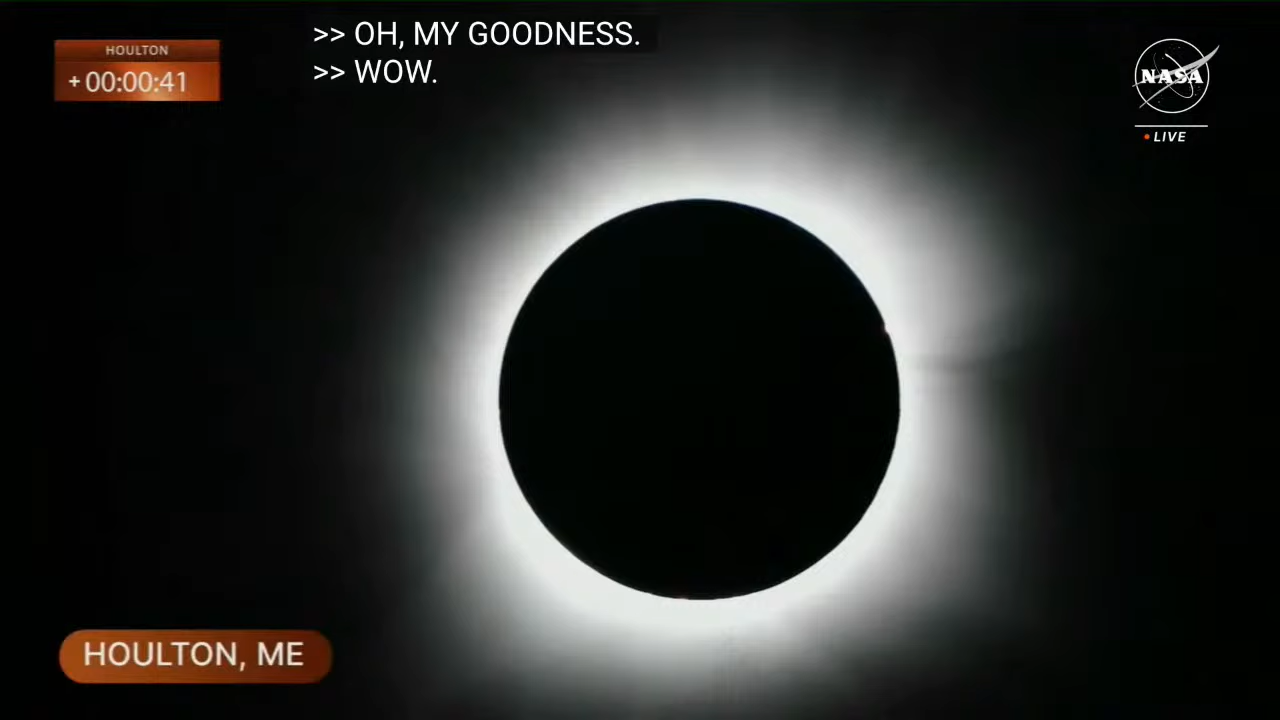 HOULTON
+ 00:00:41
>> OH, MY GOODNESS.
>> WOW.
NASA
LIVE
HOULTON, ME